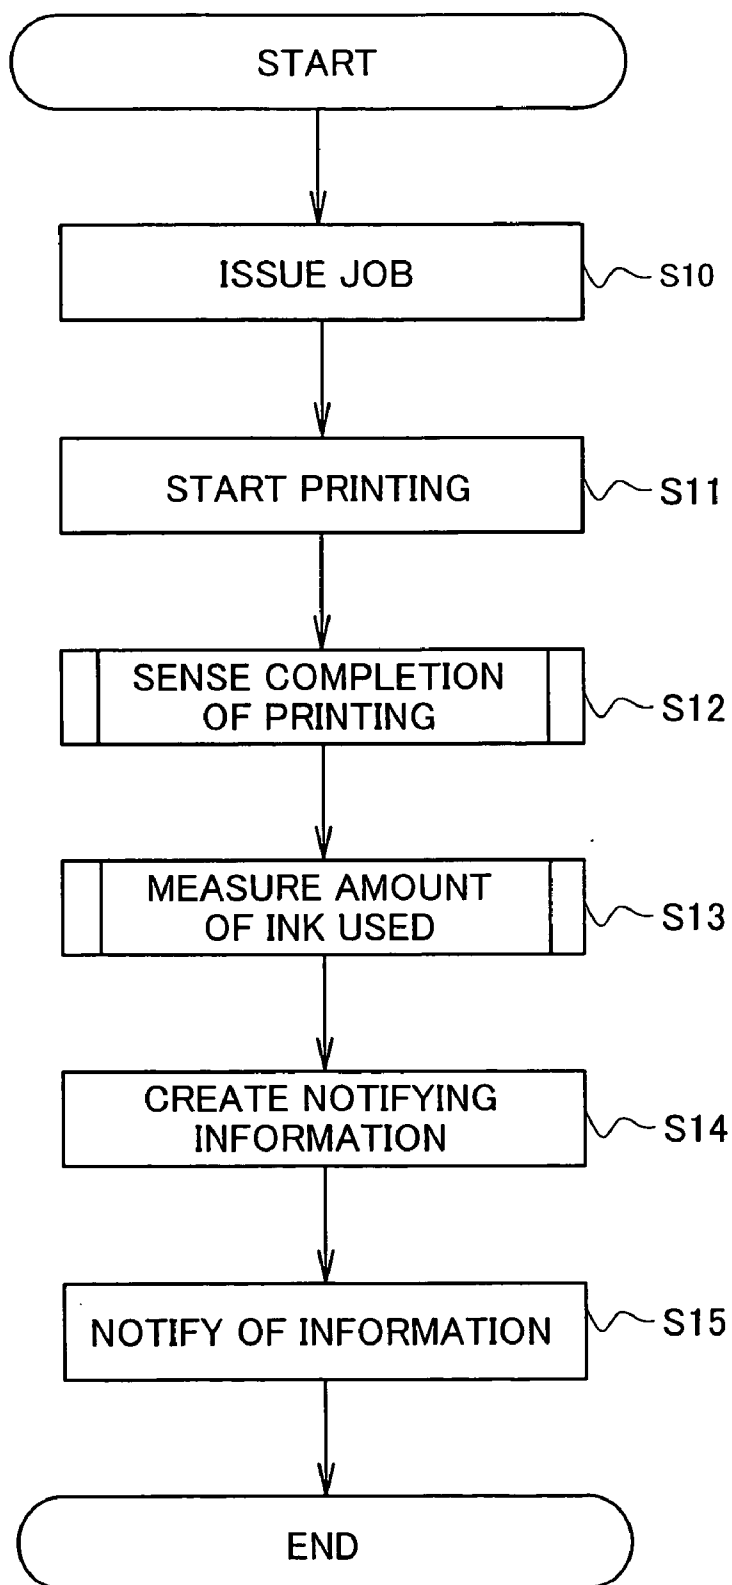 START
ISSUE JOB
S10
START PRINTING
S11
SENSE COMPLETION
OF PRINTING
S12
MEASURE AMOUNT
OF INK USED
S13
CREATE NOTIFYING
INFORMATION
S14
NOTIFY OF INFORMATION
S15
END